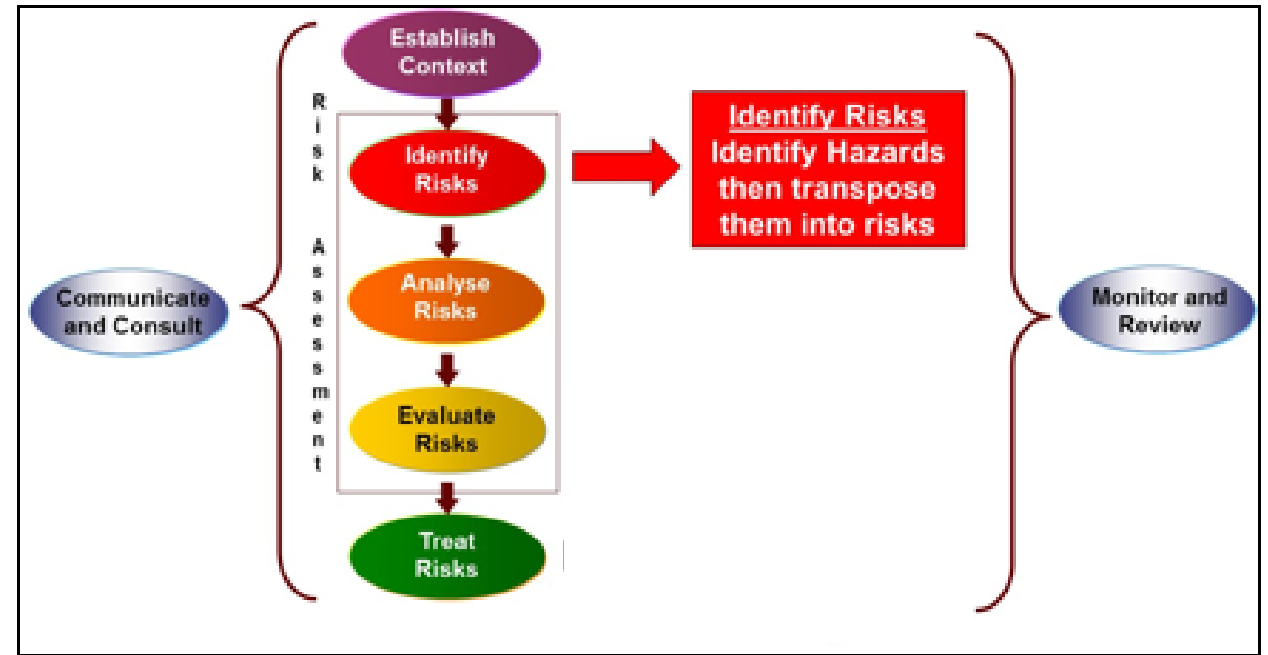 Establish
Context
Risk Assessment
Identify
Risks
Identify Risks
Identify Hazards
then transpose
them into risks
Analyse
Risks
Communicate
and Consult
Monitor and
Review
Evaluate
Risks
Treat
Risks